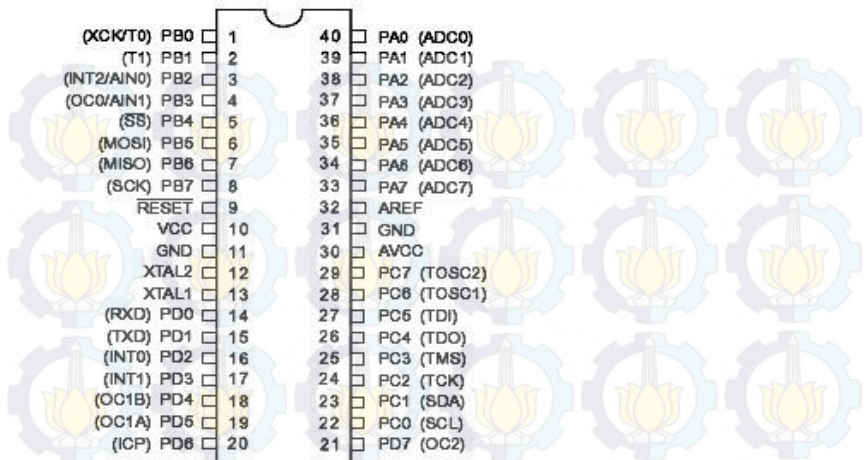 (XCK/T0) PB0 1 40 PA0 (ADC0)
(T1) PB1 2 39 PA1 (ADC1)
(INT2/AIN0) PB2 3 38 PA2 (ADC2)
(OC0/AIN1) PB3 4 37 PA3 (ADC3)
(SS) PB4 5 36 PA4 (ADC4)
(MOSI) PB5 6 35 PA5 (ADC5)
(MISO) PB6 7 34 PA6 (ADC6)
(SCK) PB7 8 33 PA7 (ADC7)
RESET 9 32 AREF
VCC 10 31 GND
GND 11 30 AVCC
XTAL2 12 29 PC7 (TOSC2)
XTAL1 13 28 PC6 (TOSC1)
(RXD) PD0 14 27 PC5 (TDI)
(TXD) PD1 15 26 PC4 (TDO)
(INT0) PD2 16 25 PC3 (TMS)
(INT1) PD3 17 24 PC2 (TCK)
(OC1B) PD4 18 23 PC1 (SDA)
(OC1A) PD5 19 22 PC0 (SCL)
(ICP) PD6 20 21 PD7 (OC2)